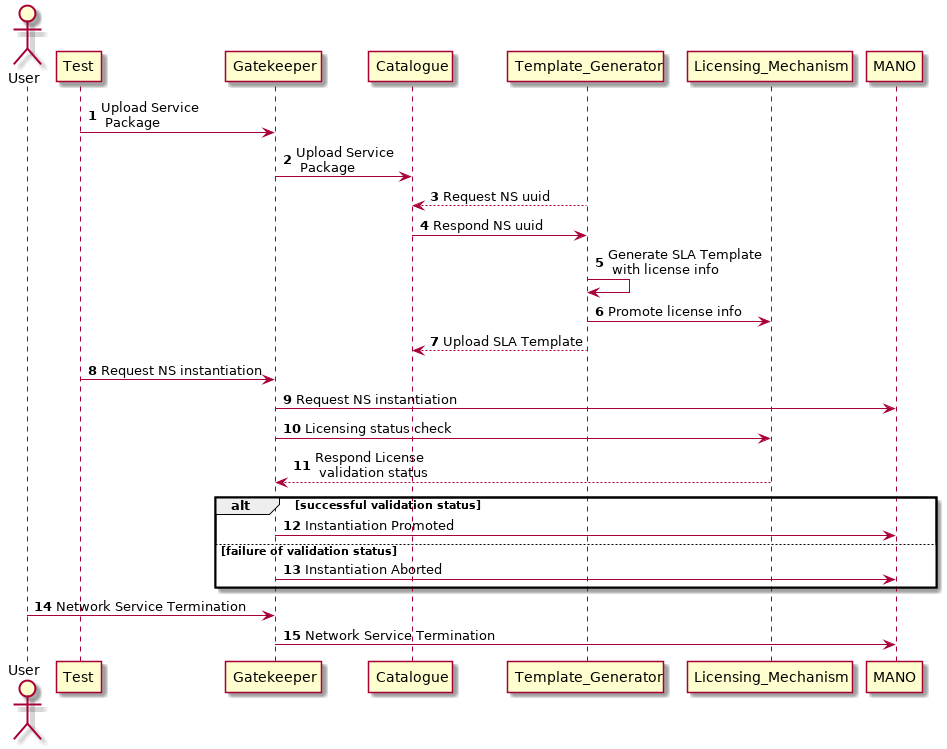 User
Test
Gatekeeper
Catalogue
Template_Generator
Licensing_Mechanism
MANO
1 Upload Service
Package
2 Upload Service
Package
3 Request NS uuid
4 Respond NS uuid
5 Generate SLA Template
with license info
6 Promote license info
7 Upload SLA Template
8 Request NS instantiation
9 Request NS instantiation
10 Licensing status check
11 Respond License
validation status
alt [successful validation status]
12 Instantiation Promoted
[failure of validation status]
13 Instantiation Aborted
14 Network Service Termination
15 Network Service Termination
User
Test
Gatekeeper
Catalogue
Template_Generator
Licensing_Mechanism
MANO